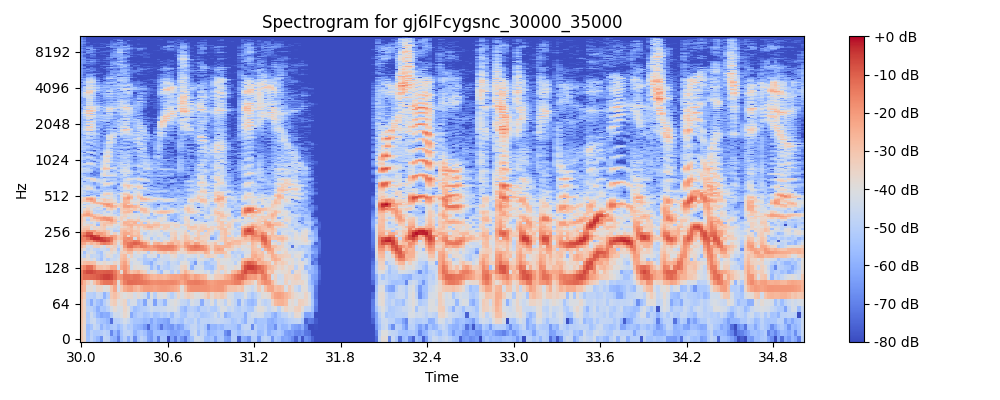 Spectrogram for gj6IFcygsnc_30000_35000
8192
4096
2048
1024
512
256
128
64
0
Hz
30.0 30.6 31.2 31.8 32.4 33.0 33.6 34.2 34.8
Time
+0 dB
-10 dB
-20 dB
-30 dB
-40 dB
-50 dB
-60 dB
-70 dB
-80 dB